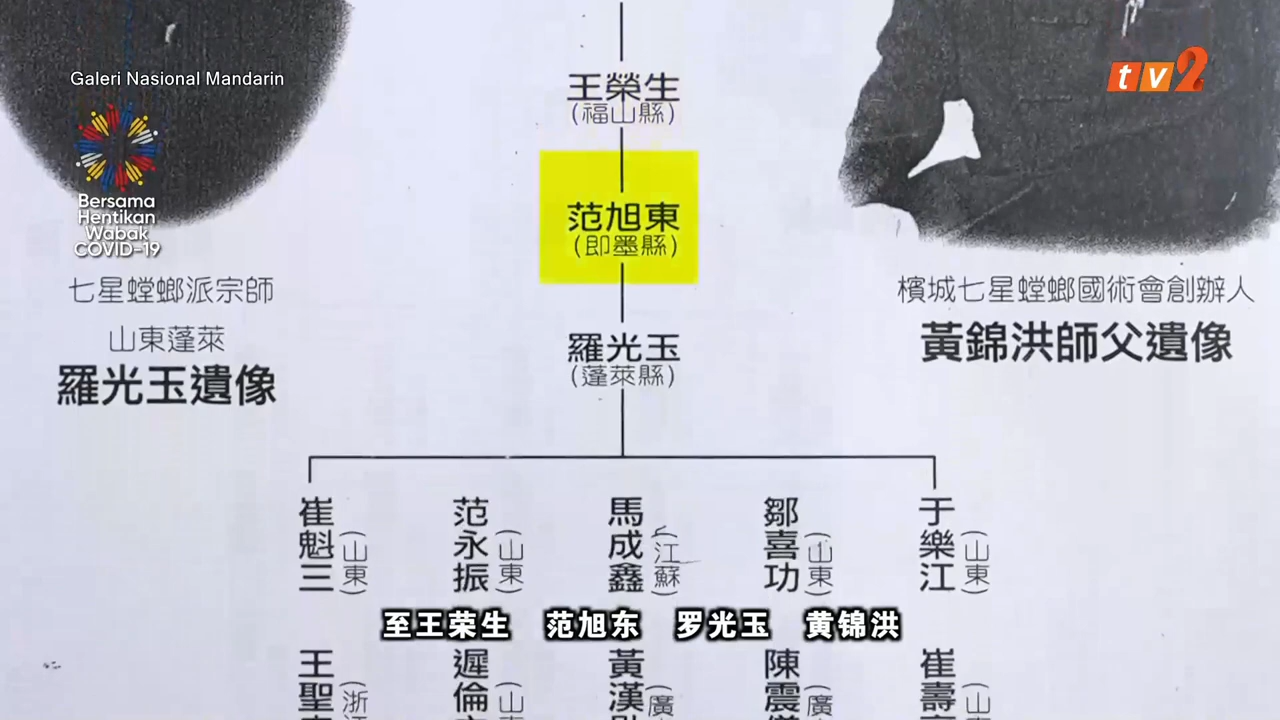 Galeri Nasional Mandarin
tv2
Bersama
Hentikan
Wabak
COVID-19
王榮生
(福山縣)
范旭東
(即墨縣)
羅光玉
(蓬萊縣)
七星螳螂派宗師
山東蓬萊
羅光玉遺像
檳城七星螳螂國術會創辦人
黃錦洪師父遺像
崔魁三
(山東)
范永振
(山東)
馬成鑫
(江蘇)
鄒喜功
(山東)
于樂江
(山東)
至王荣生 范旭东 罗光玉 黄锦洪
王聖
(浙
遲倫
(山
黃漢
(廣
陳震
(廣
崔壽
(山